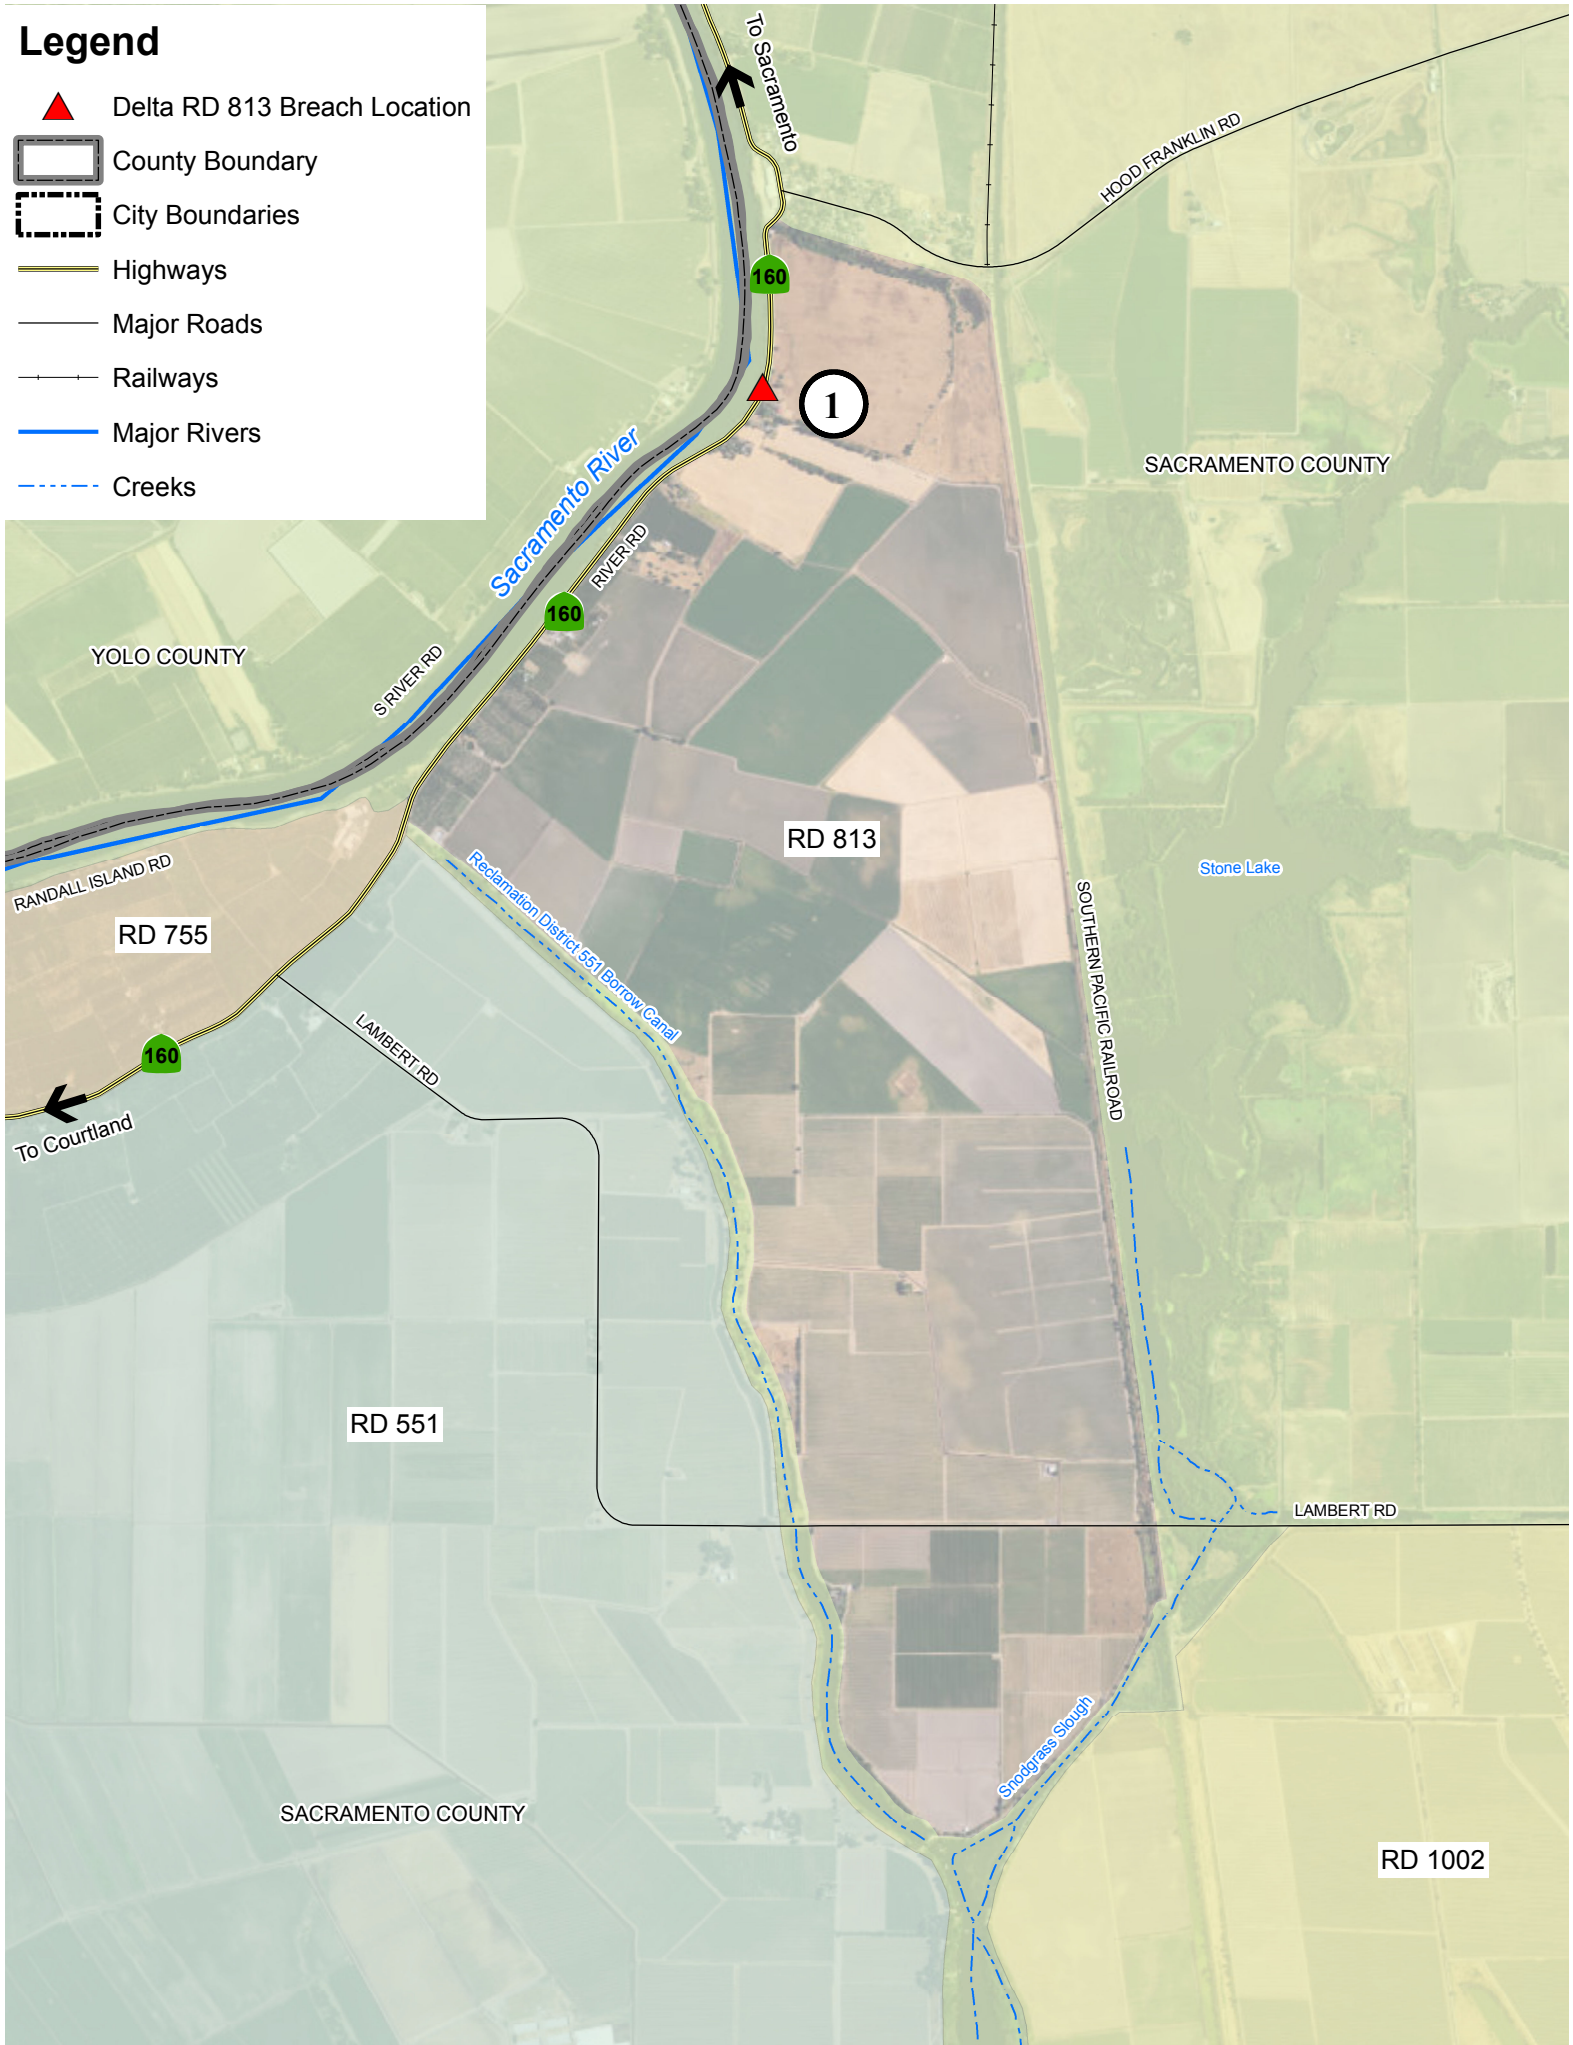 Legend
Delta RD 813 Breach Location
County Boundary
City Boundaries
Highways
Major Roads
Railways
Major Rivers
Creeks
To Sacramento
HOOD FRANKLIN RD
160
1
SACRAMENTO COUNTY
Sacramento River
RIVER RD
160
YOLO COUNTY
S RIVER RD
RD 813
RANDALL ISLAND RD
Reclamation District 551 Borrow Canal
Stone Lake
SOUTHERN PACIFIC RAILROAD
RD 755
LAMBERT RD
160
To Courtland
RD 551
LAMBERT RD
Snodgrass Slough
SACRAMENTO COUNTY
RD 1002